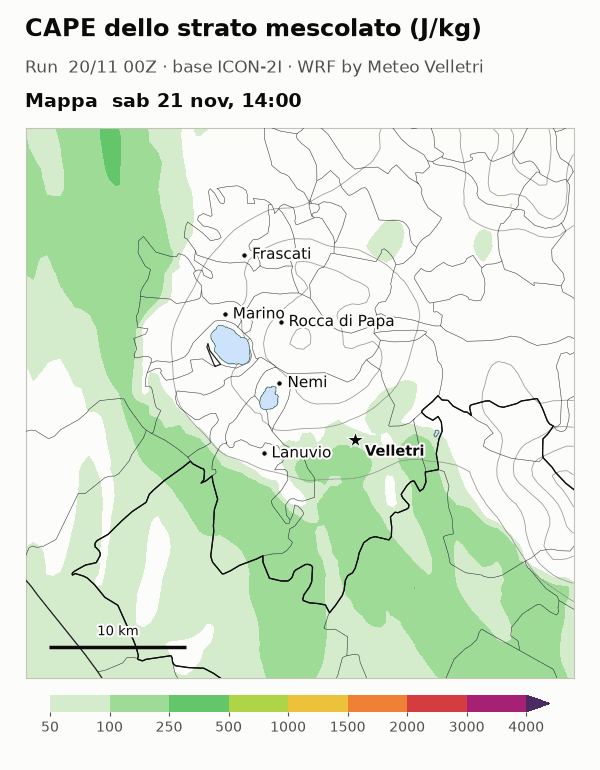 CAPE dello strato mescolato (J/kg)
Run  20/11 00Z · base ICON-2I · WRF by Meteo Velletri
Mappa  sab 21 nov, 14:00
Frascati
Marino
Rocca di Papa
Nemi
Velletri
Lanuvio
10 km
50 100 250 500 1000 1500 2000 3000 4000